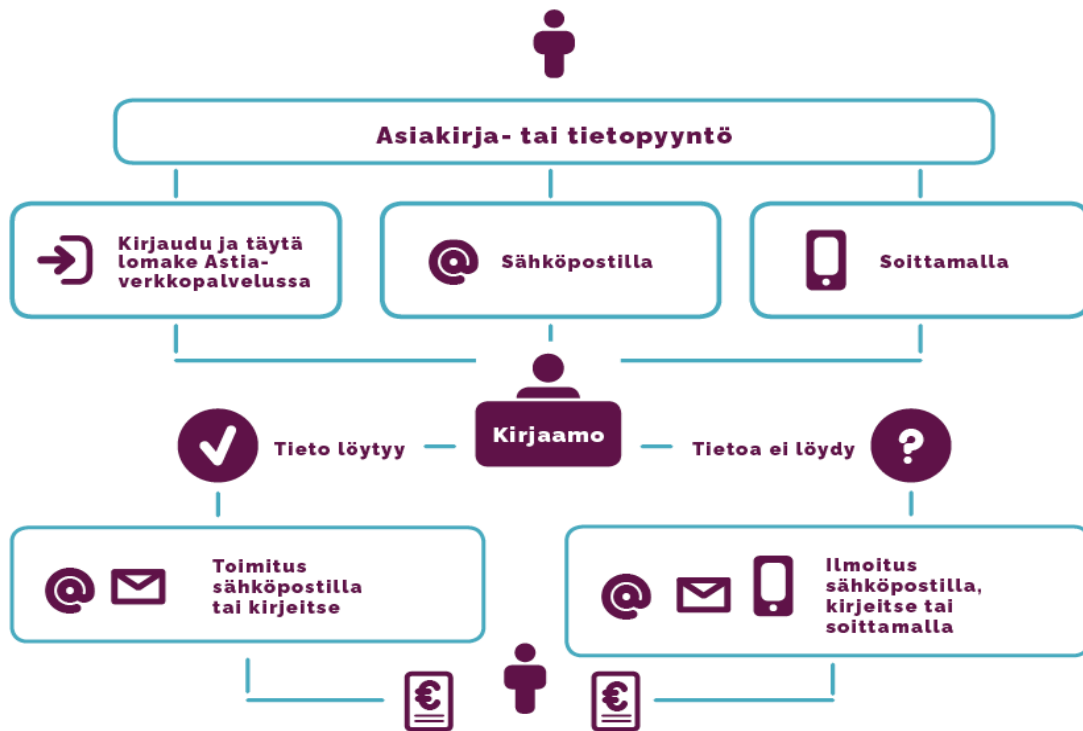 Asiakirja- tai tietopyyntö
Kirjaudu ja täytä
lomake Astia-
verkkopalvelussa
Sähköpostilla
Soittamalla
Kirjaamo
Tieto löytyy
Tietoa ei löydy
Toimitus
sähköpostilla
tai kirjeitse
Ilmoitus
sähköpostilla,
kirjeitse tai
soittamalla